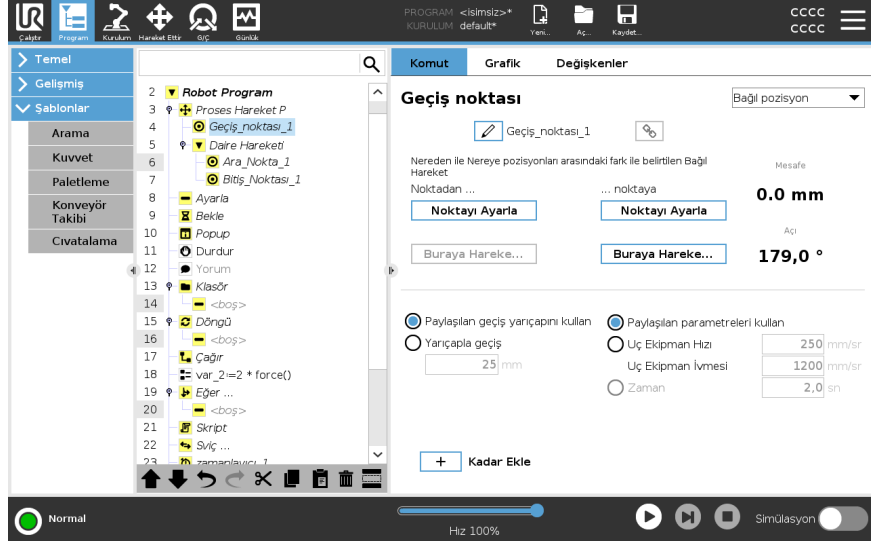 PROGRAM <isimsiz>*
KURULUM default*
CCCC
CCCC
Çalıştır Program Kurulum Hareket Ettir G/Ç Günlük Yeni... Aç... Kaydet...
Temel
Gelişmiş
Şablonlar
Arama
Kuvvet
Paletleme
Konveyör
Takibi
Cıvatalama
2 Robot Program
3 Proses Hareket P
4 Geçiş_noktası_1
5 Daire Hareketi
6 Ara_Nokta_1
7 Bitiş_Noktası_1
8 Ayarla
9 Bekle
10 Popup
11 Durdur
12 Yorum
13 Klasör
14 <boş>
15 Döngü
16 <boş>
17 Çağır
18 var_2≔2 * force()
19 Eğer ...
20 <boş>
21 Skript
22 Sviç ...
23 zamanlayıcı_1
Komut Grafik Değişkenler
Geçiş noktası
Bağıl pozisyon
Geçiş_noktası_1
Nereden ile Nereye pozisyonları arasındaki fark ile belirtilen Bağıl
Hareket
Mesafe
Noktadan ... ... noktaya
0.0 mm
Noktayı Ayarla Noktayı Ayarla
Açı
Buraya Hareke... Buraya Hareke...
179,0 °
Paylaşılan geçiş yarıçapını kullan
Yarıçapla geçiş
25 mm
Paylaşılan parametreleri kullan
Uç Ekipman Hızı 250 mm/sn
Uç Ekipman İvmesi 1200 mm/sr
Zaman 2,0 sn
+ Kadar Ekle
Normal
Hız 100%
Simülasyon